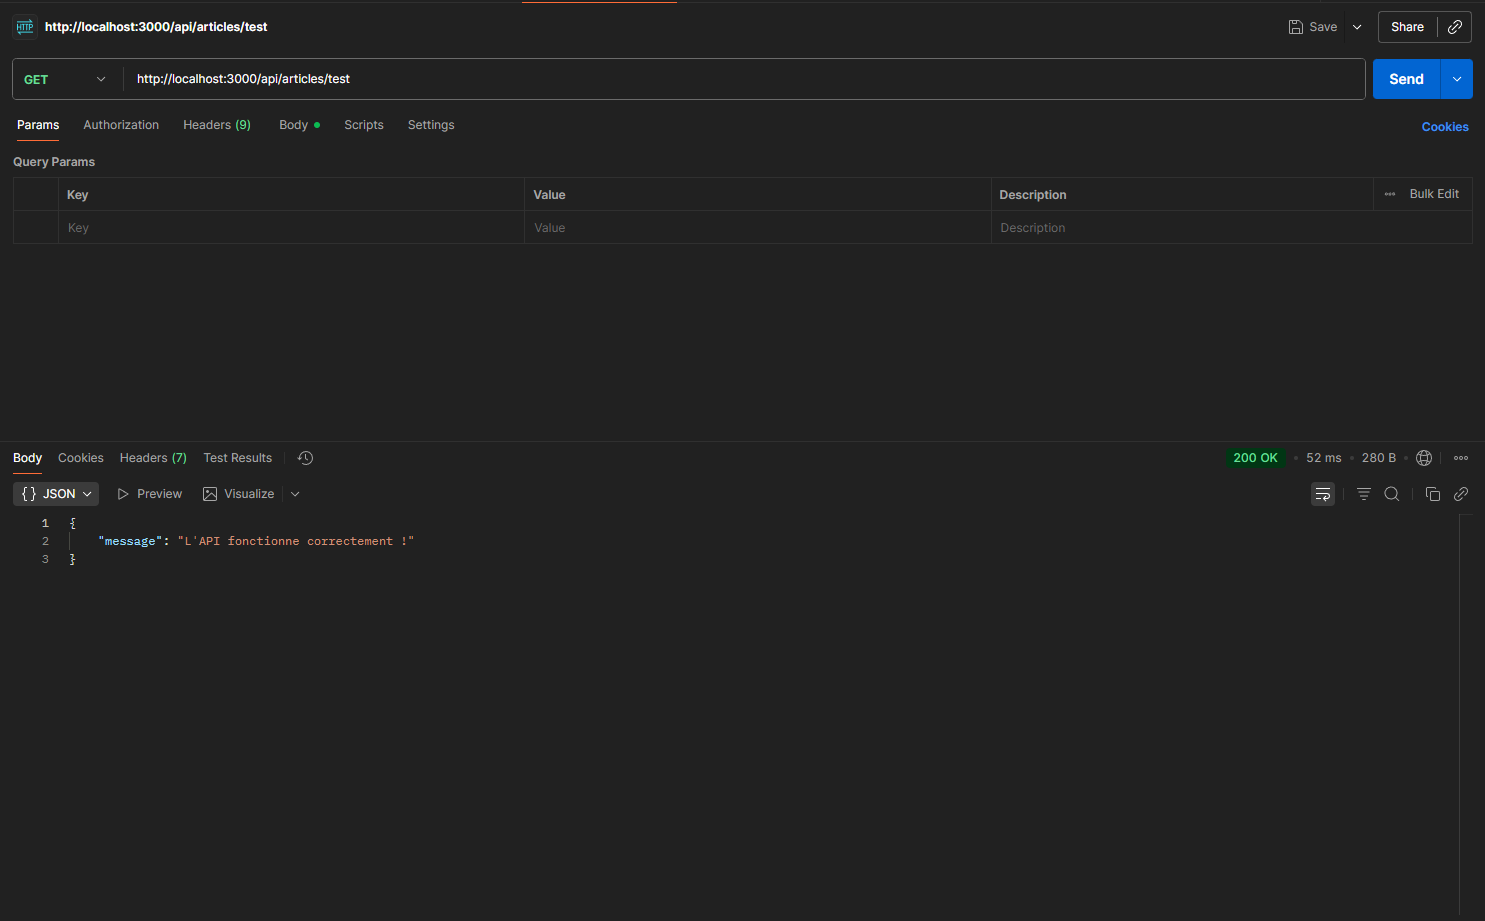 HTTP http://localhost:3000/api/articles/test Save Share
GET http://localhost:3000/api/articles/test Send
Params Authorization Headers (9) Body Scripts Settings Cookies
Query Params
Key Value Description Bulk Edit
Key Value Description
Body Cookies Headers (7) Test Results 200 OK 52 ms 280 B
{} JSON Preview Visualize
1 {
2 "message": "L'API fonctionne correctement !"
3 }